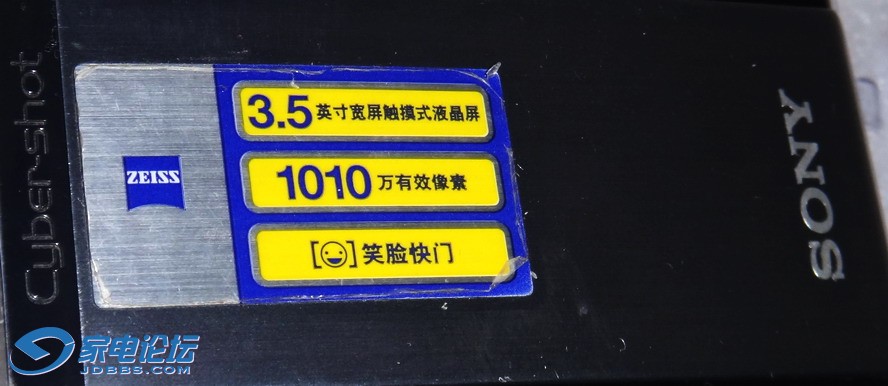 Cyber-shot
ZEISS
3.5英寸宽屏触摸式液晶屏
1010万有效像素
[☺]笑脸快门
SONY
家电论坛
JDBBS.COM